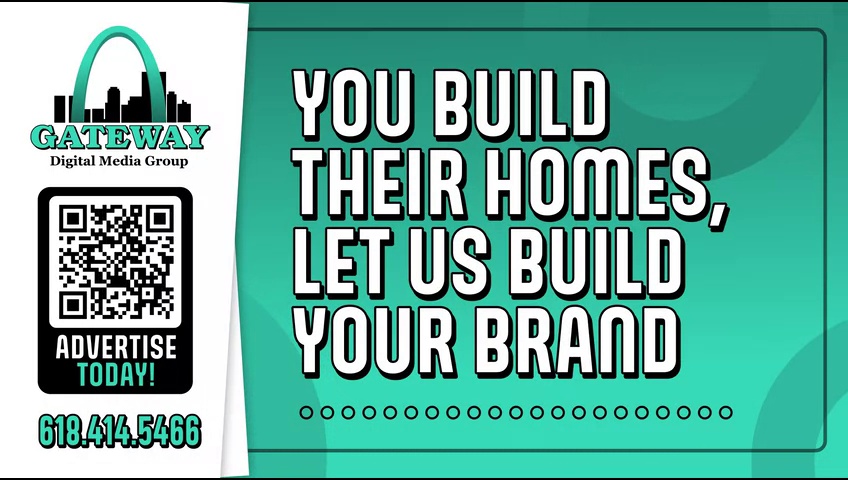 GATEWAY
Digital Media Group
ADVERTISE
TODAY!
618.414.5466
YOU BUILD
THEIR HOMES,
LET US BUILD
YOUR BRAND